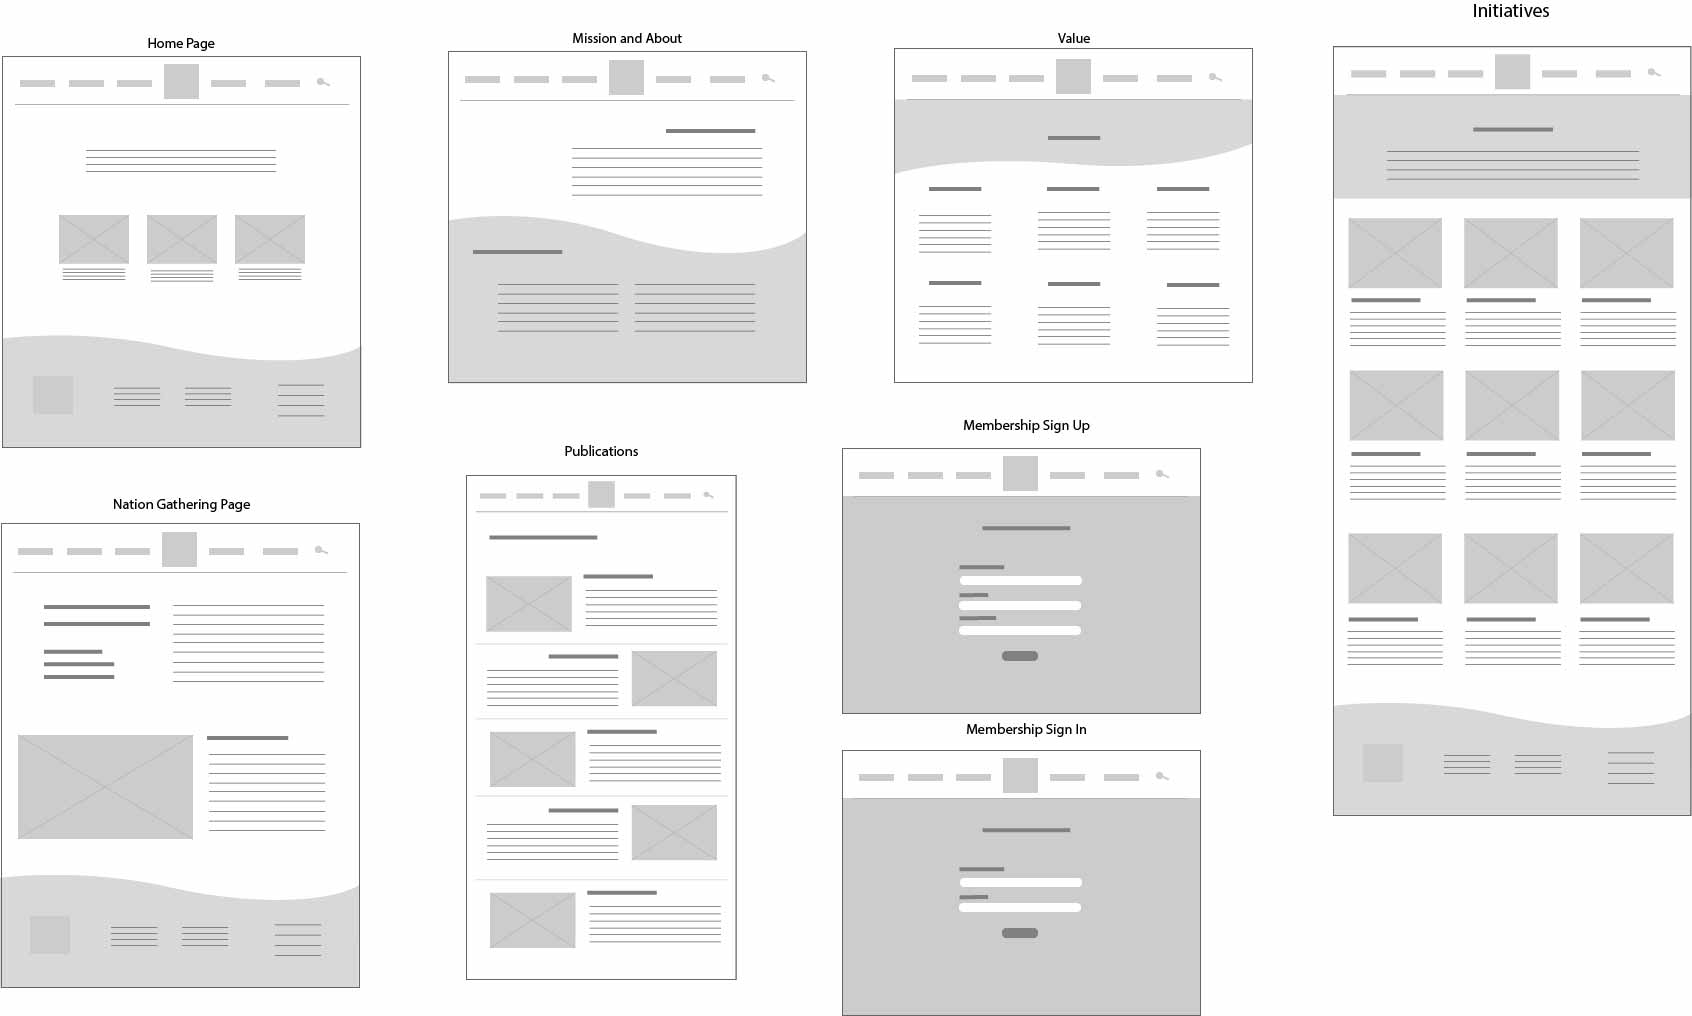 Home Page
Mission and About
Value
Initiatives
Nation Gathering Page
Publications
Membership Sign Up
Membership Sign In